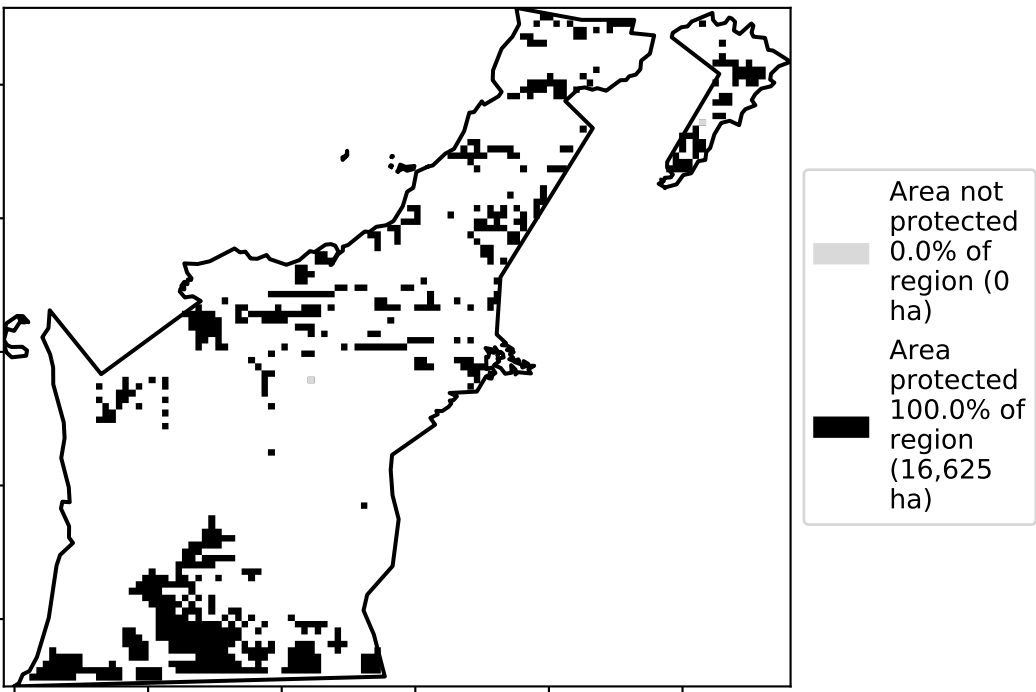 Area not
protected
0.0% of
region (0
ha)
Area
protected
100.0% of
region
(16,625
ha)